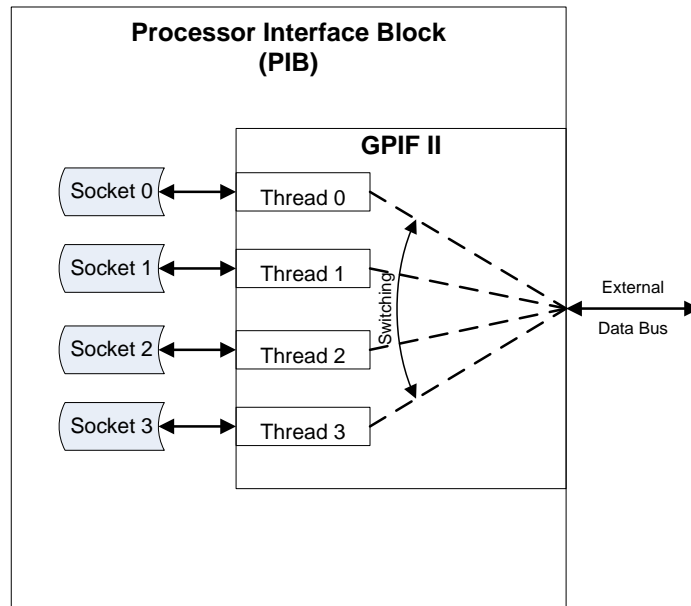 Processor Interface Block
(PIB)
GPIF II
Socket 0
Thread 0
Socket 1
Thread 1
Socket 2
Thread 2
Socket 3
Thread 3
Switching
External
Data Bus